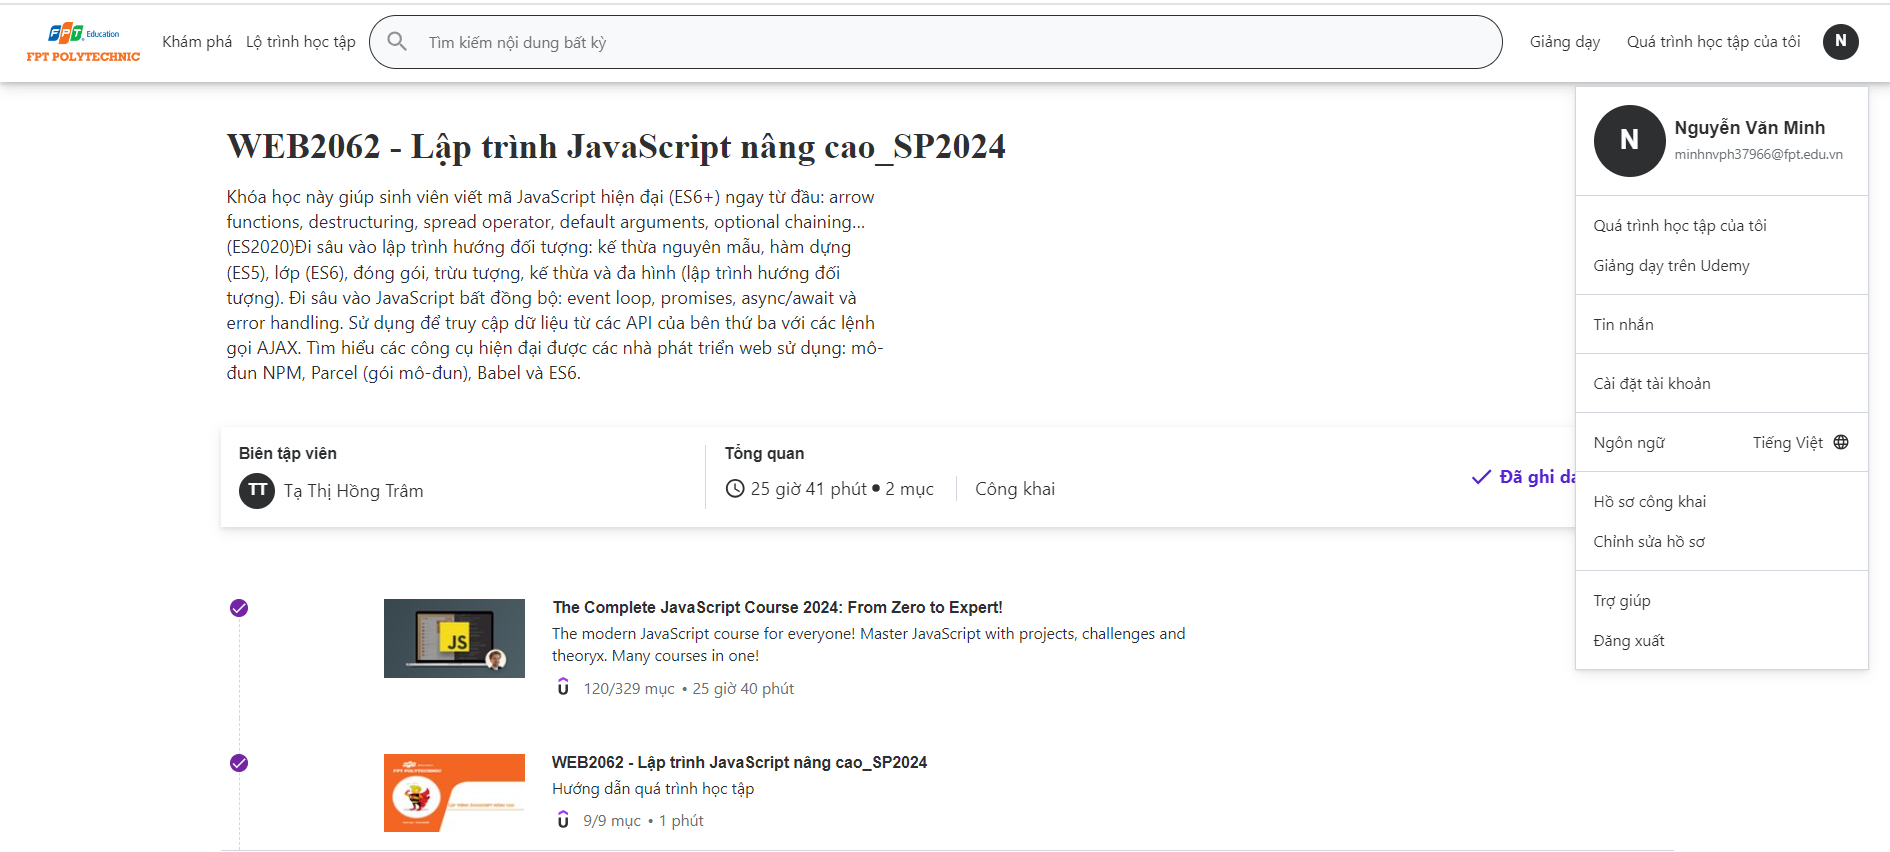 FPT Education
FPT POLYTECHNIC
Khám phá
Lộ trình học tập
Tìm kiếm nội dung bất kỳ
Giảng dạy
Quá trình học tập của tôi
N
WEB2062 - Lập trình JavaScript nâng cao_SP2024
Khóa học này giúp sinh viên viết mã JavaScript hiện đại (ES6+) ngay từ đầu: arrow
functions, destructuring, spread operator, default arguments, optional chaining...
(ES2020)Đi sâu vào lập trình hướng đối tượng: kế thừa nguyên mẫu, hàm dựng
(ES5), lớp (ES6), đóng gói, trừu tượng, kế thừa và đa hình (lập trình hướng đối
tượng). Đi sâu vào JavaScript bất đồng bộ: event loop, promises, async/await và
error handling. Sử dụng để truy cập dữ liệu từ các API của bên thứ ba với các lệnh
gọi AJAX. Tìm hiểu các công cụ hiện đại được các nhà phát triển web sử dụng: mô-
đun NPM, Parcel (gói mô-đun), Babel và ES6.
Biên tập viên
TT Tạ Thị Hồng Trâm
Tổng quan
25 giờ 41 phút ● 2 mục
Công khai
Đã ghi da
The Complete JavaScript Course 2024: From Zero to Expert!
The modern JavaScript course for everyone! Master JavaScript with projects, challenges and
theoryx. Many courses in one!
120/329 mục • 25 giờ 40 phút
JS
WEB2062 - Lập trình JavaScript nâng cao_SP2024
Hướng dẫn quá trình học tập
9/9 mục • 1 phút
FPT POLYTECHNIC
LẬP TRÌNH JAVASCRIPT NÂNG CAO
N
Nguyễn Văn Minh
minhnvph37966@fpt.edu.vn
Quá trình học tập của tôi
Giảng dạy trên Udemy
Tin nhắn
Cài đặt tài khoản
Ngôn ngữ
Tiếng Việt
Hồ sơ công khai
Chỉnh sửa hồ sơ
Trợ giúp
Đăng xuất